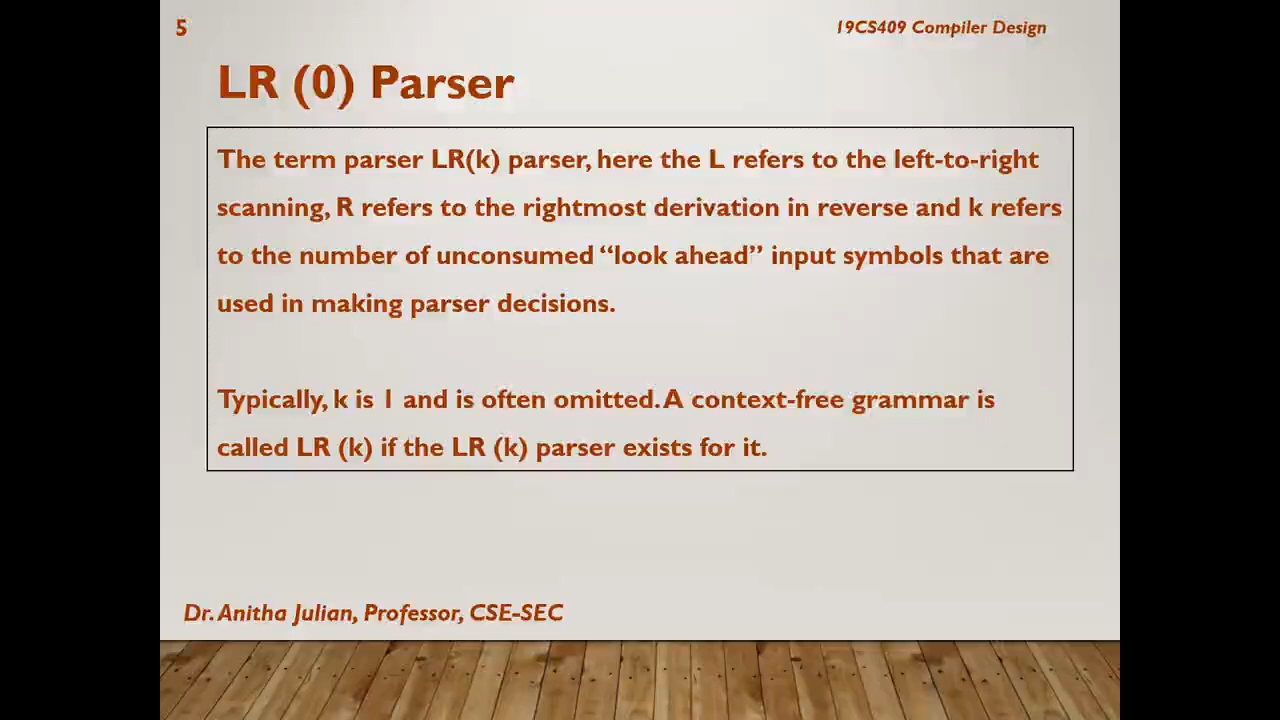 5
19CS409 Compiler Design
LR (0) Parser
The term parser LR(k) parser, here the L refers to the left-to-right
scanning, R refers to the rightmost derivation in reverse and k refers
to the number of unconsumed “look ahead” input symbols that are
used in making parser decisions.
Typically, k is 1 and is often omitted. A context-free grammar is
called LR (k) if the LR (k) parser exists for it.
Dr. Anitha Julian, Professor, CSE-SEC